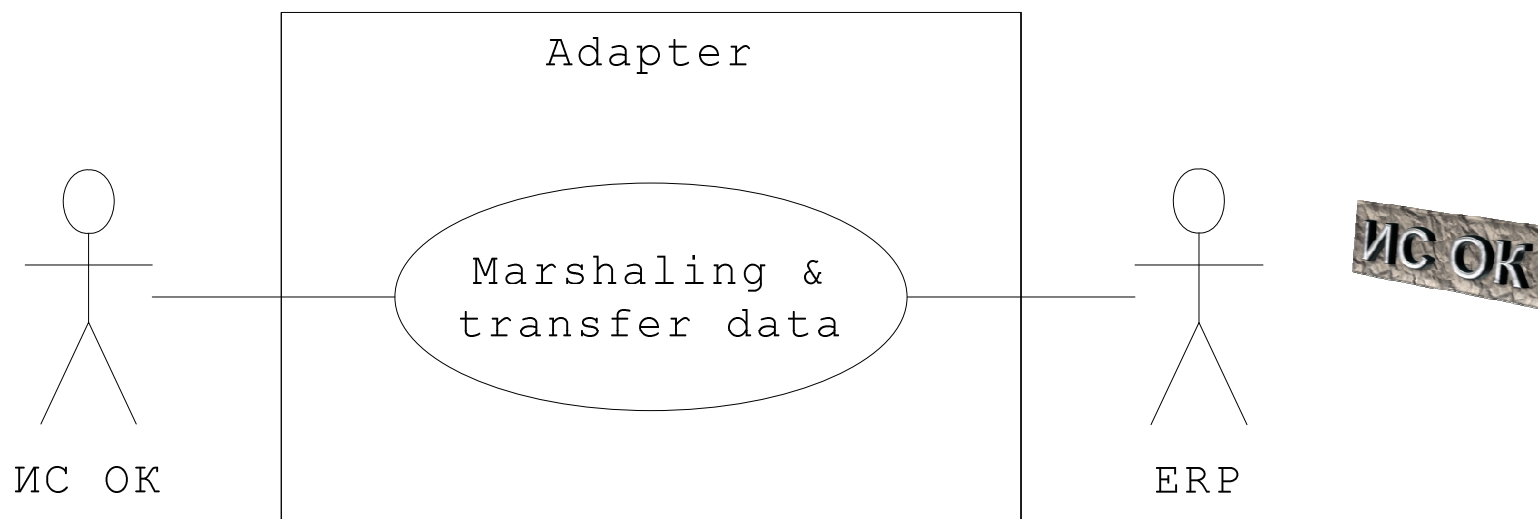 Adapter
Marshaling &
transfer data
ИС ОК
ERP
ИС ОК